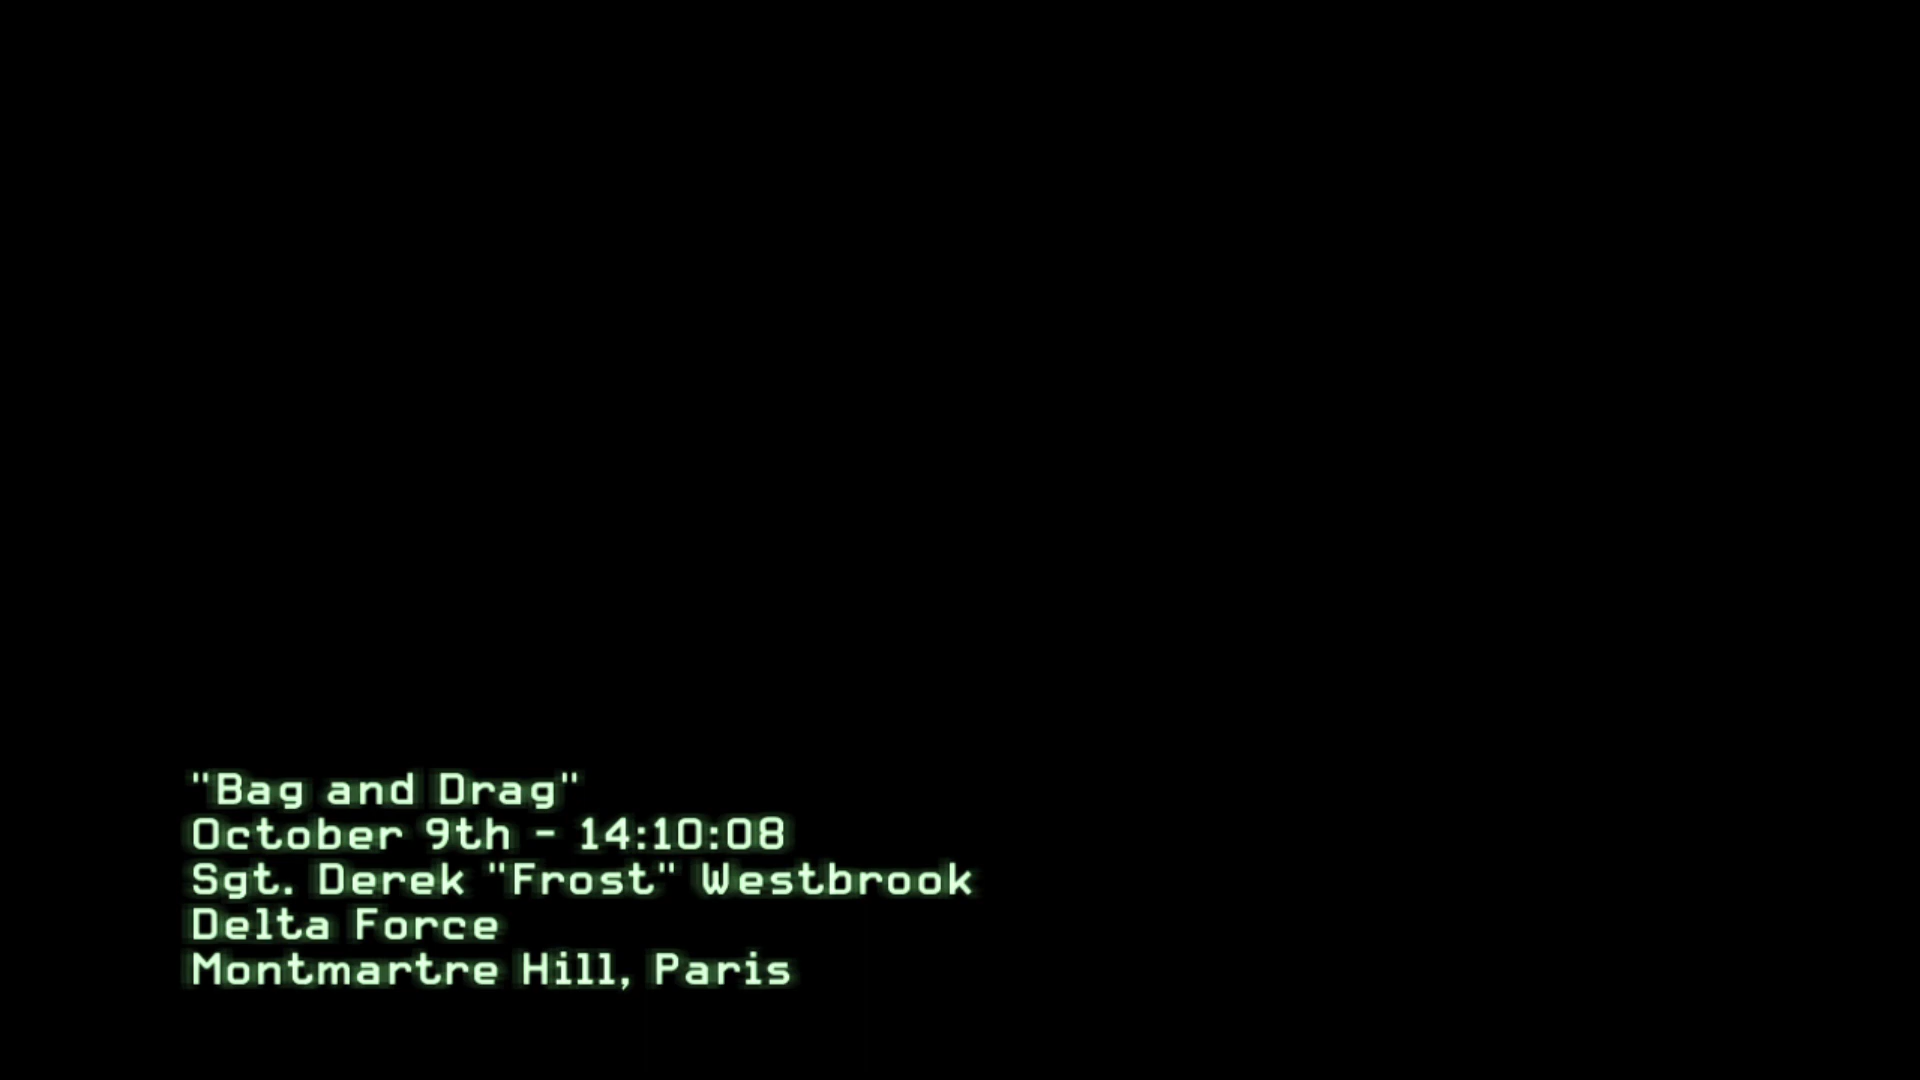 "Bag and Drag"
October 9th - 14:10:08
Sgt. Derek "Frost" Westbrook
Delta Force
Montmartre Hill, Paris